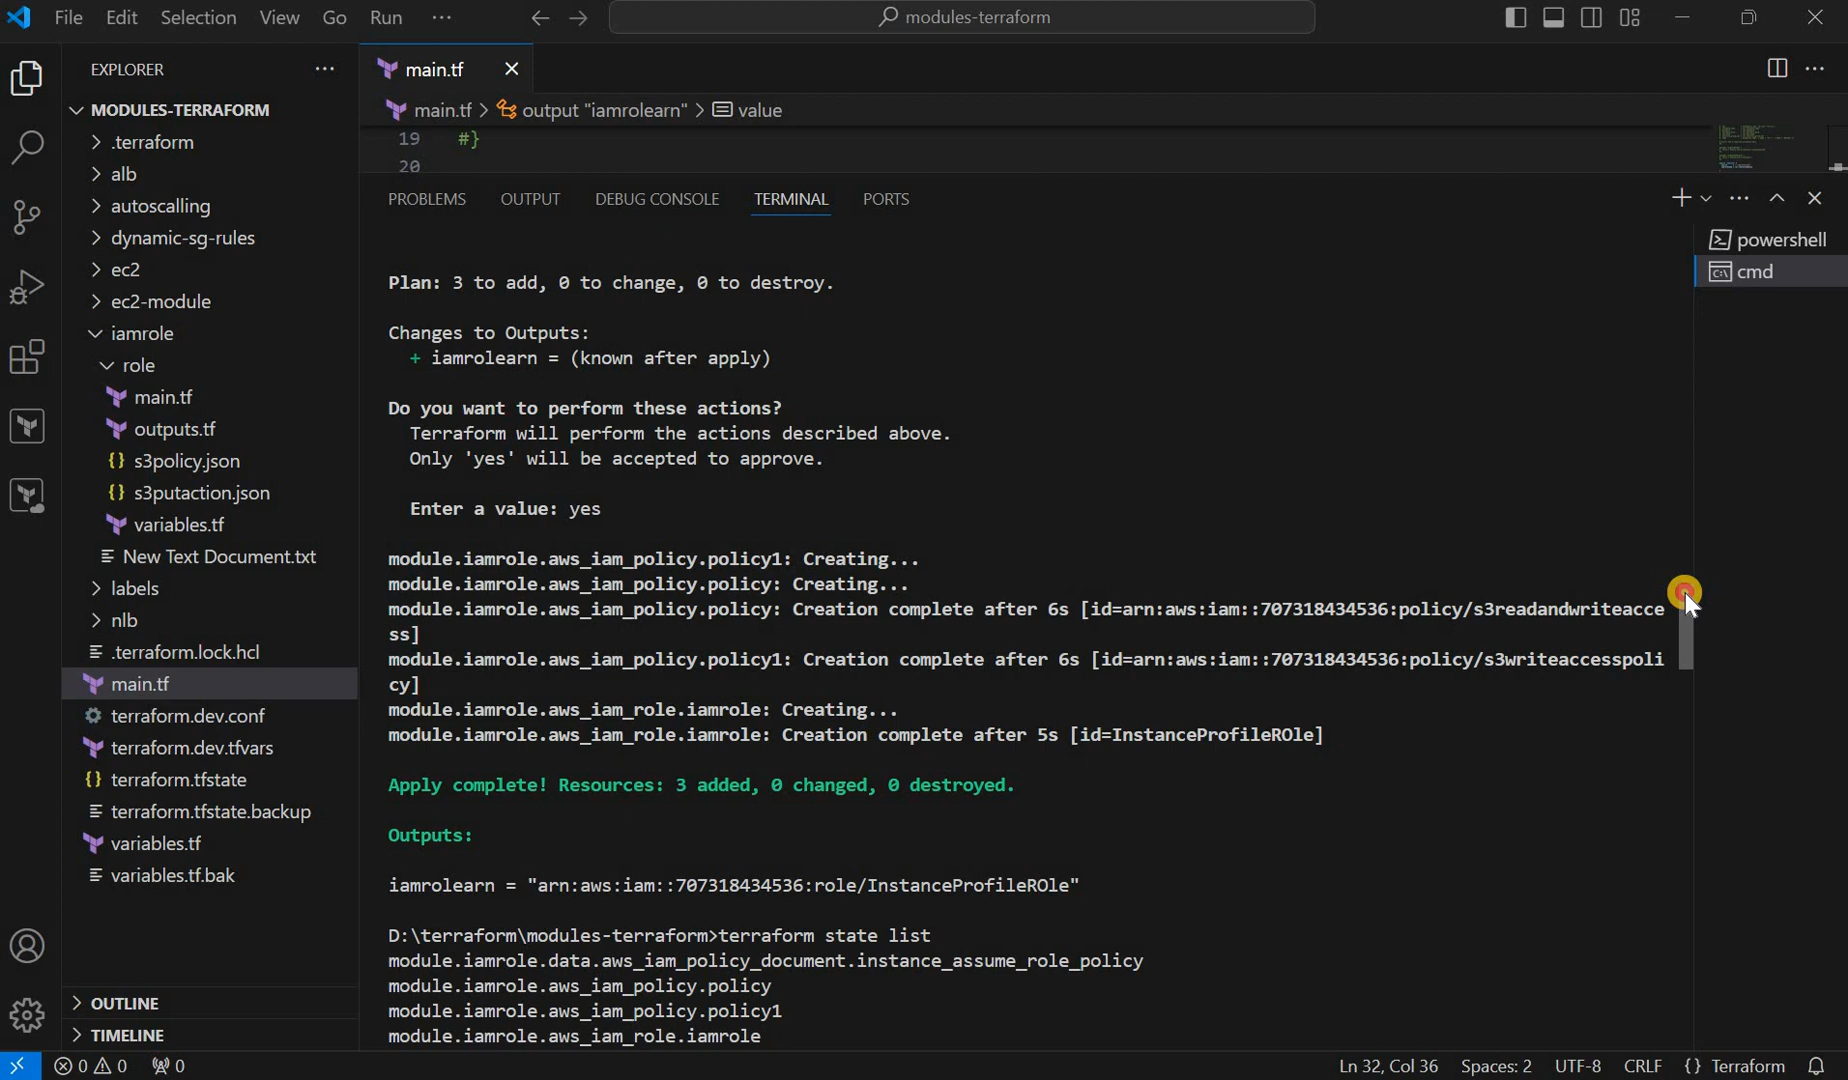 File Edit Selection View Go Run ...
modules-terraform
EXPLORER
MODULES-TERRAFORM
.terraform
alb
autoscalling
dynamic-sg-rules
ec2
ec2-module
iamrole
role
main.tf
outputs.tf
{} s3policy.json
{} s3putaction.json
variables.tf
New Text Document.txt
labels
nlb
.terraform.lock.hcl
main.tf
terraform.dev.conf
terraform.dev.tfvars
{} terraform.tfstate
terraform.tfstate.backup
variables.tf
variables.tf.bak
OUTLINE
TIMELINE
main.tf
main.tf > output "iamrolearn" > value
19 #}
20
PROBLEMS OUTPUT DEBUG CONSOLE TERMINAL PORTS
powershell
cmd
Plan: 3 to add, 0 to change, 0 to destroy.
Changes to Outputs:
+ iamrolearn = (known after apply)
Do you want to perform these actions?
Terraform will perform the actions described above.
Only 'yes' will be accepted to approve.
Enter a value: yes
module.iamrole.aws_iam_policy.policy1: Creating...
module.iamrole.aws_iam_policy.policy: Creating...
module.iamrole.aws_iam_policy.policy: Creation complete after 6s [id=arn:aws:iam::707318434536:policy/s3readandwriteacce
ss]
module.iamrole.aws_iam_policy.policy1: Creation complete after 6s [id=arn:aws:iam::707318434536:policy/s3writeaccesspoli
cy]
module.iamrole.aws_iam_role.iamrole: Creating...
module.iamrole.aws_iam_role.iamrole: Creation complete after 5s [id=InstanceProfileROle]
Apply complete! Resources: 3 added, 0 changed, 0 destroyed.
Outputs:
iamrolearn = "arn:aws:iam::707318434536:role/InstanceProfileROle"
D:\terraform\modules-terraform>terraform state list
module.iamrole.data.aws_iam_policy_document.instance_assume_role_policy
module.iamrole.aws_iam_policy.policy
module.iamrole.aws_iam_policy.policy1
module.iamrole.aws_iam_role.iamrole
0 0 0 Ln 32, Col 36 Spaces: 2 UTF-8 CRLF {} Terraform